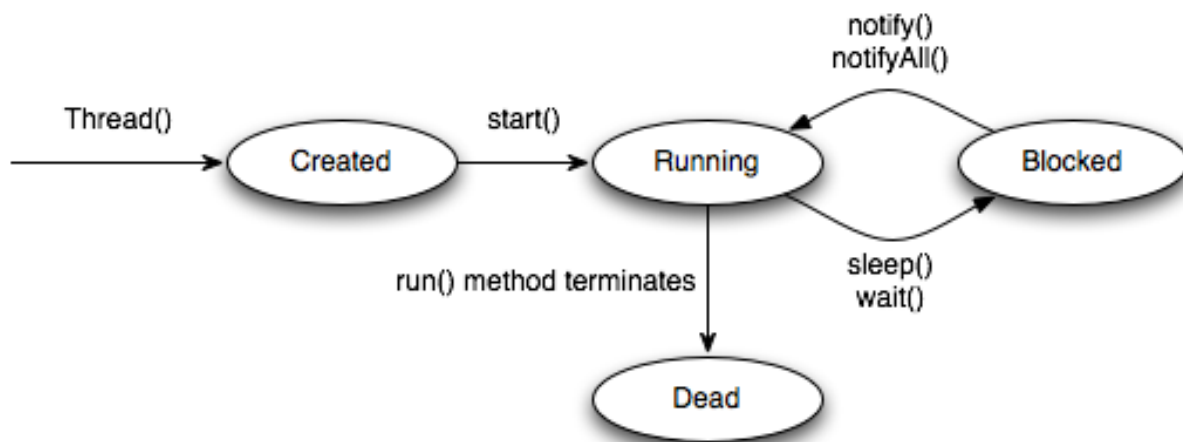 notify()
notifyAll()
Thread()
start()
Created
Running
Blocked
sleep()
wait()
run() method terminates
Dead